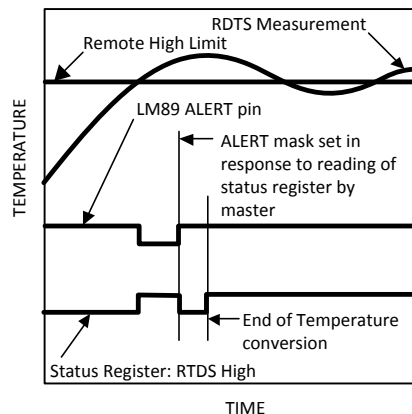 RDTS Measurement
Remote High Limit
LM89 ALERT pin
ALERT mask set in
response to reading of
status register by
master
TEMPERATURE
End of Temperature
conversion
Status Register: RTDS High
TIME